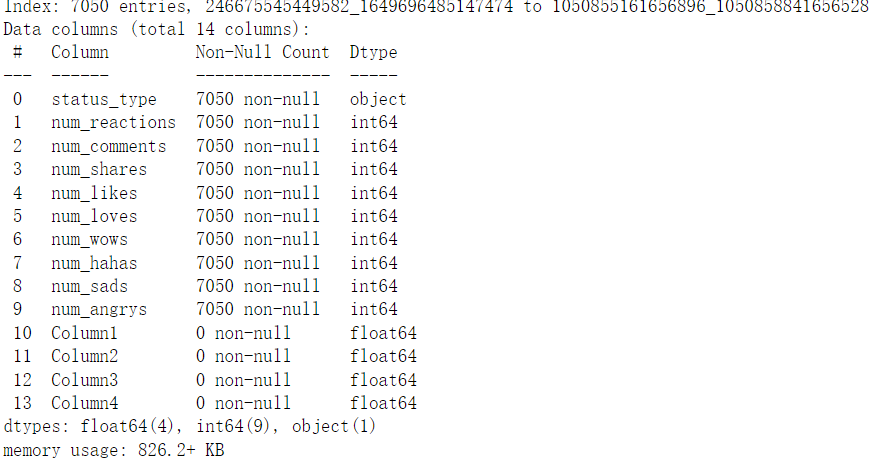 Index: 7050 entries, 246675545449582_1649696485147474 to 1050855161656896_1050858841656528
Data columns (total 14 columns):
 #   Column         Non-Null Count  Dtype
---  ------         --------------  -----
 0   status_type    7050 non-null   object
 1   num_reactions  7050 non-null   int64
 2   num_comments   7050 non-null   int64
 3   num_shares     7050 non-null   int64
 4   num_likes      7050 non-null   int64
 5   num_loves      7050 non-null   int64
 6   num_wows       7050 non-null   int64
 7   num_hahas      7050 non-null   int64
 8   num_sads       7050 non-null   int64
 9   num_angrys     7050 non-null   int64
 10  Column1        0 non-null      float64
 11  Column2        0 non-null      float64
 12  Column3        0 non-null      float64
 13  Column4        0 non-null      float64
dtypes: float64(4), int64(9), object(1)
memory usage: 826.2+ KB